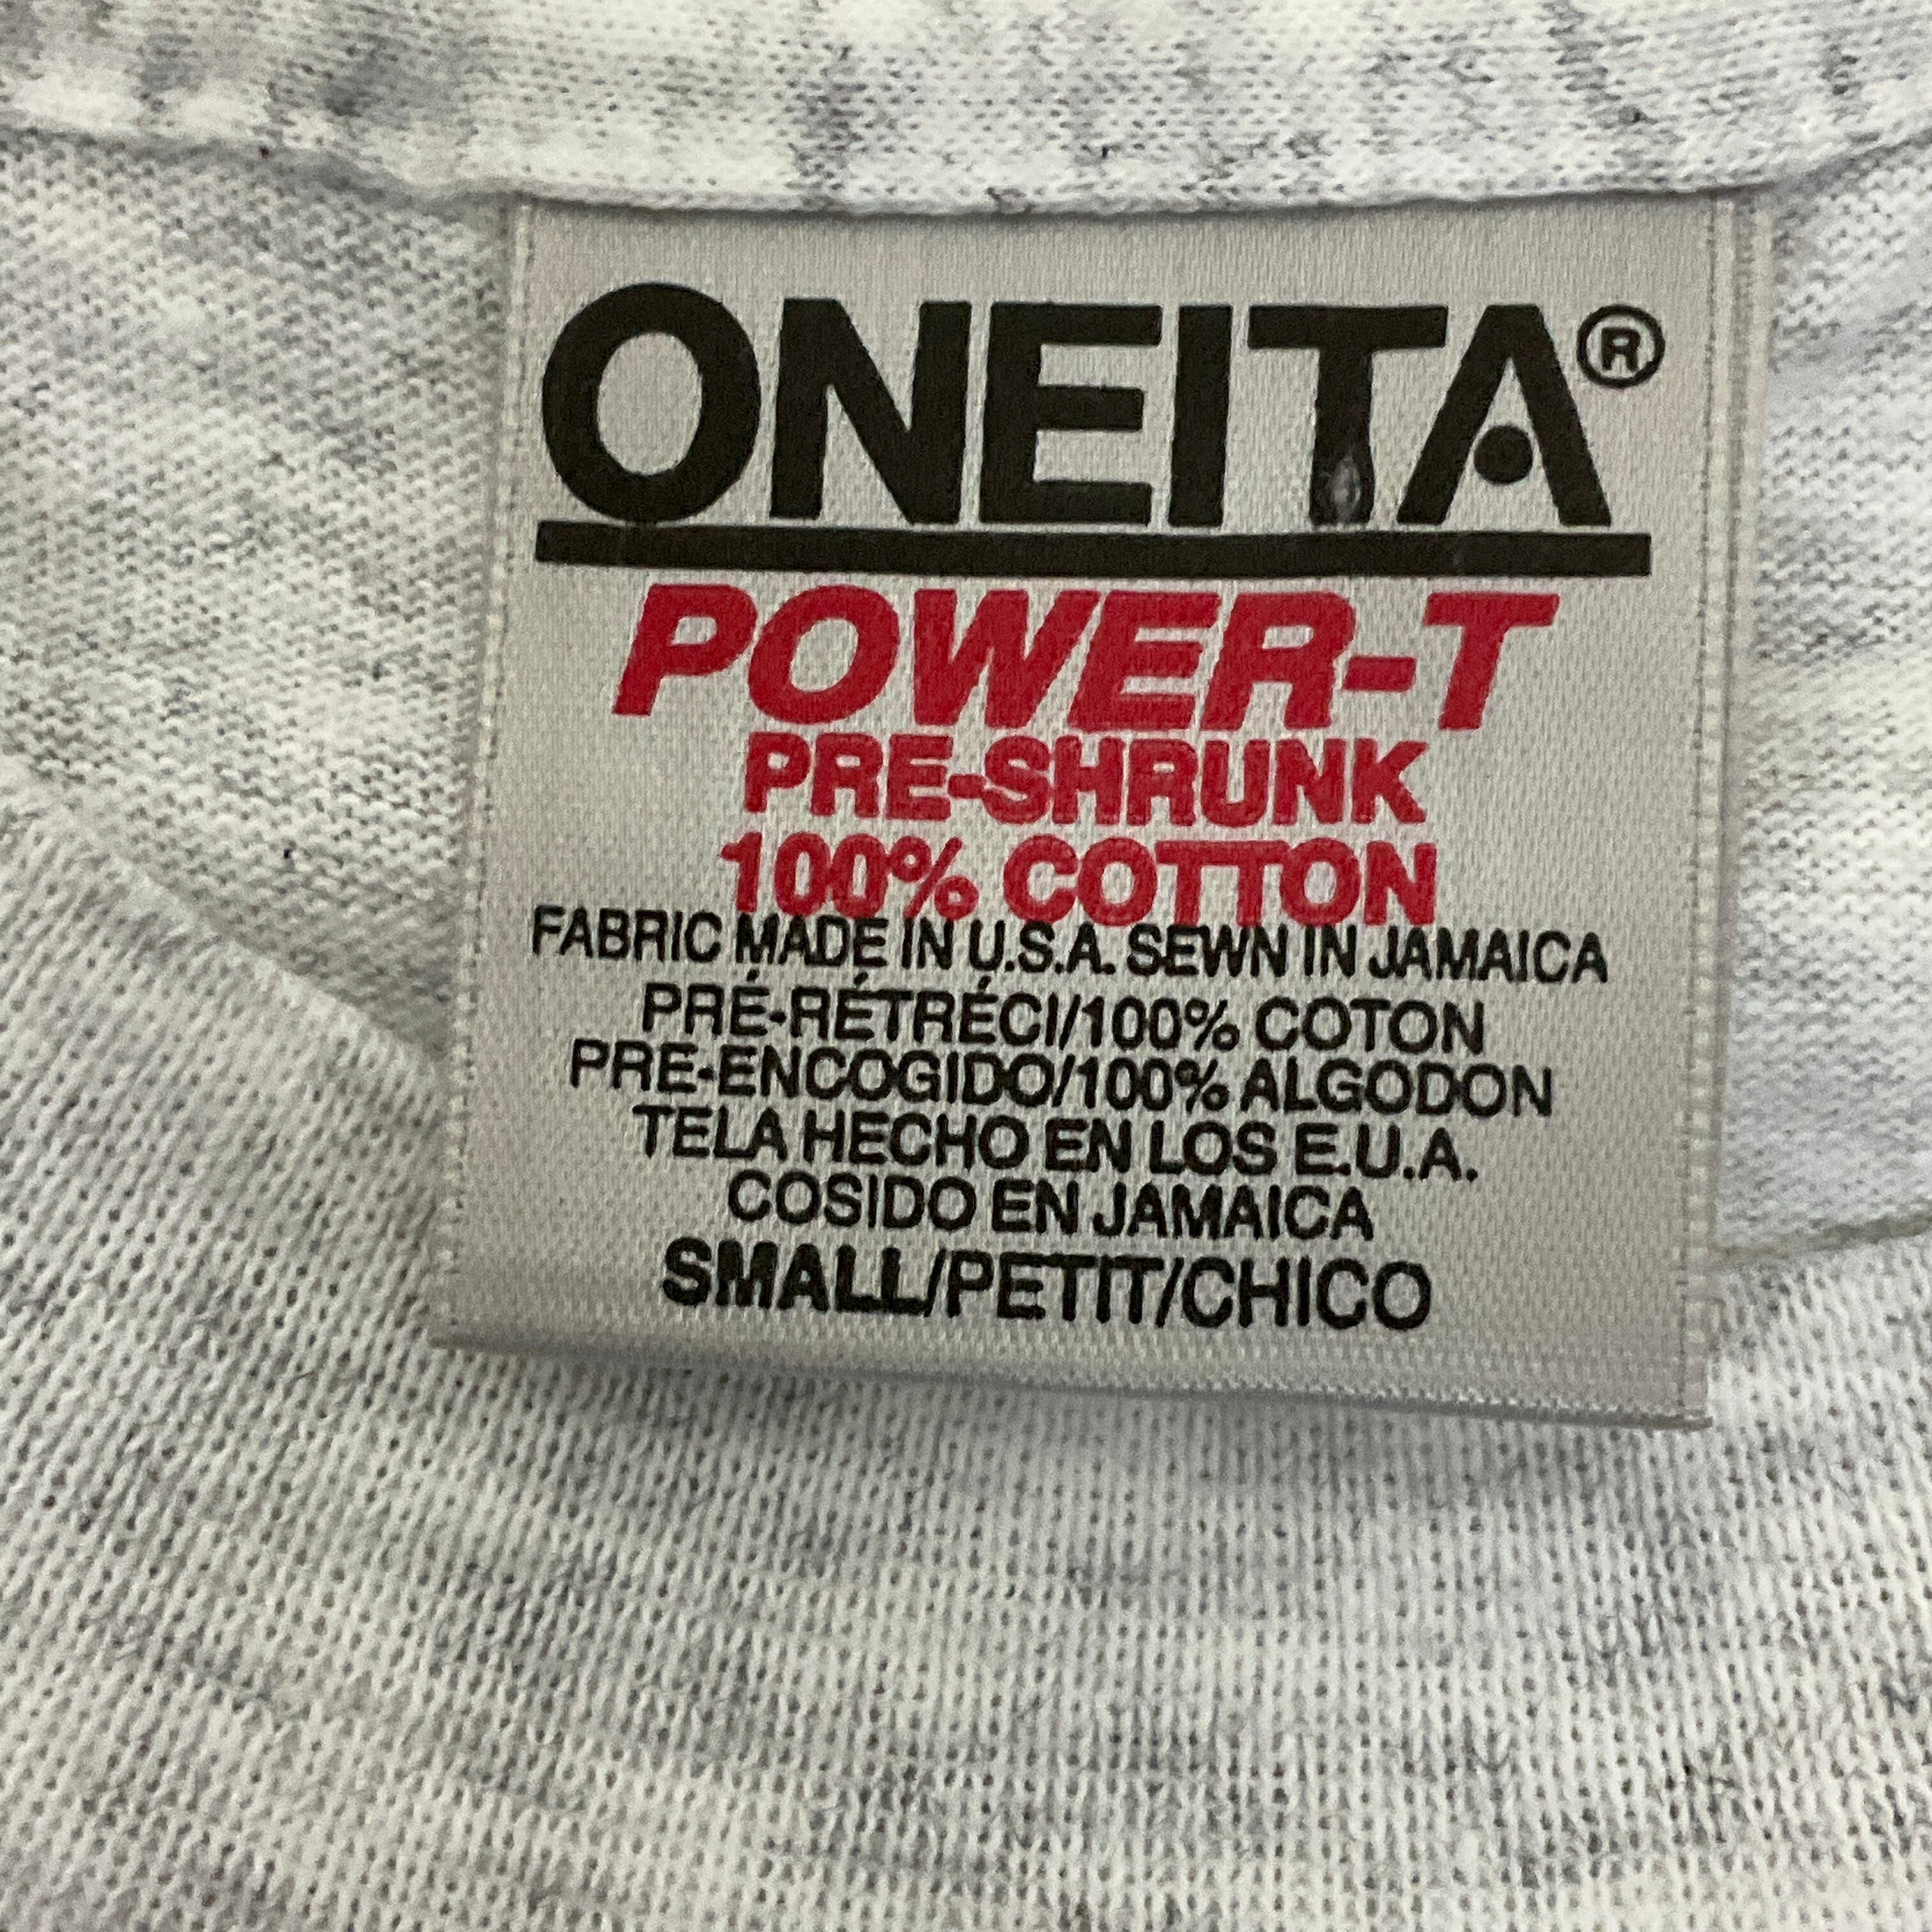 ONEITA®
POWER-T
PRE-SHRUNK
100% COTTON
FABRIC MADE IN U.S.A. SEWN IN JAMAICA
PRÉ-RÉTRÉCI/100% COTON
PRE-ENCOGIDO/100% ALGODON
TELA HECHO EN LOS E.U.A.
COSIDO EN JAMAICA
SMALL/PETIT/CHICO